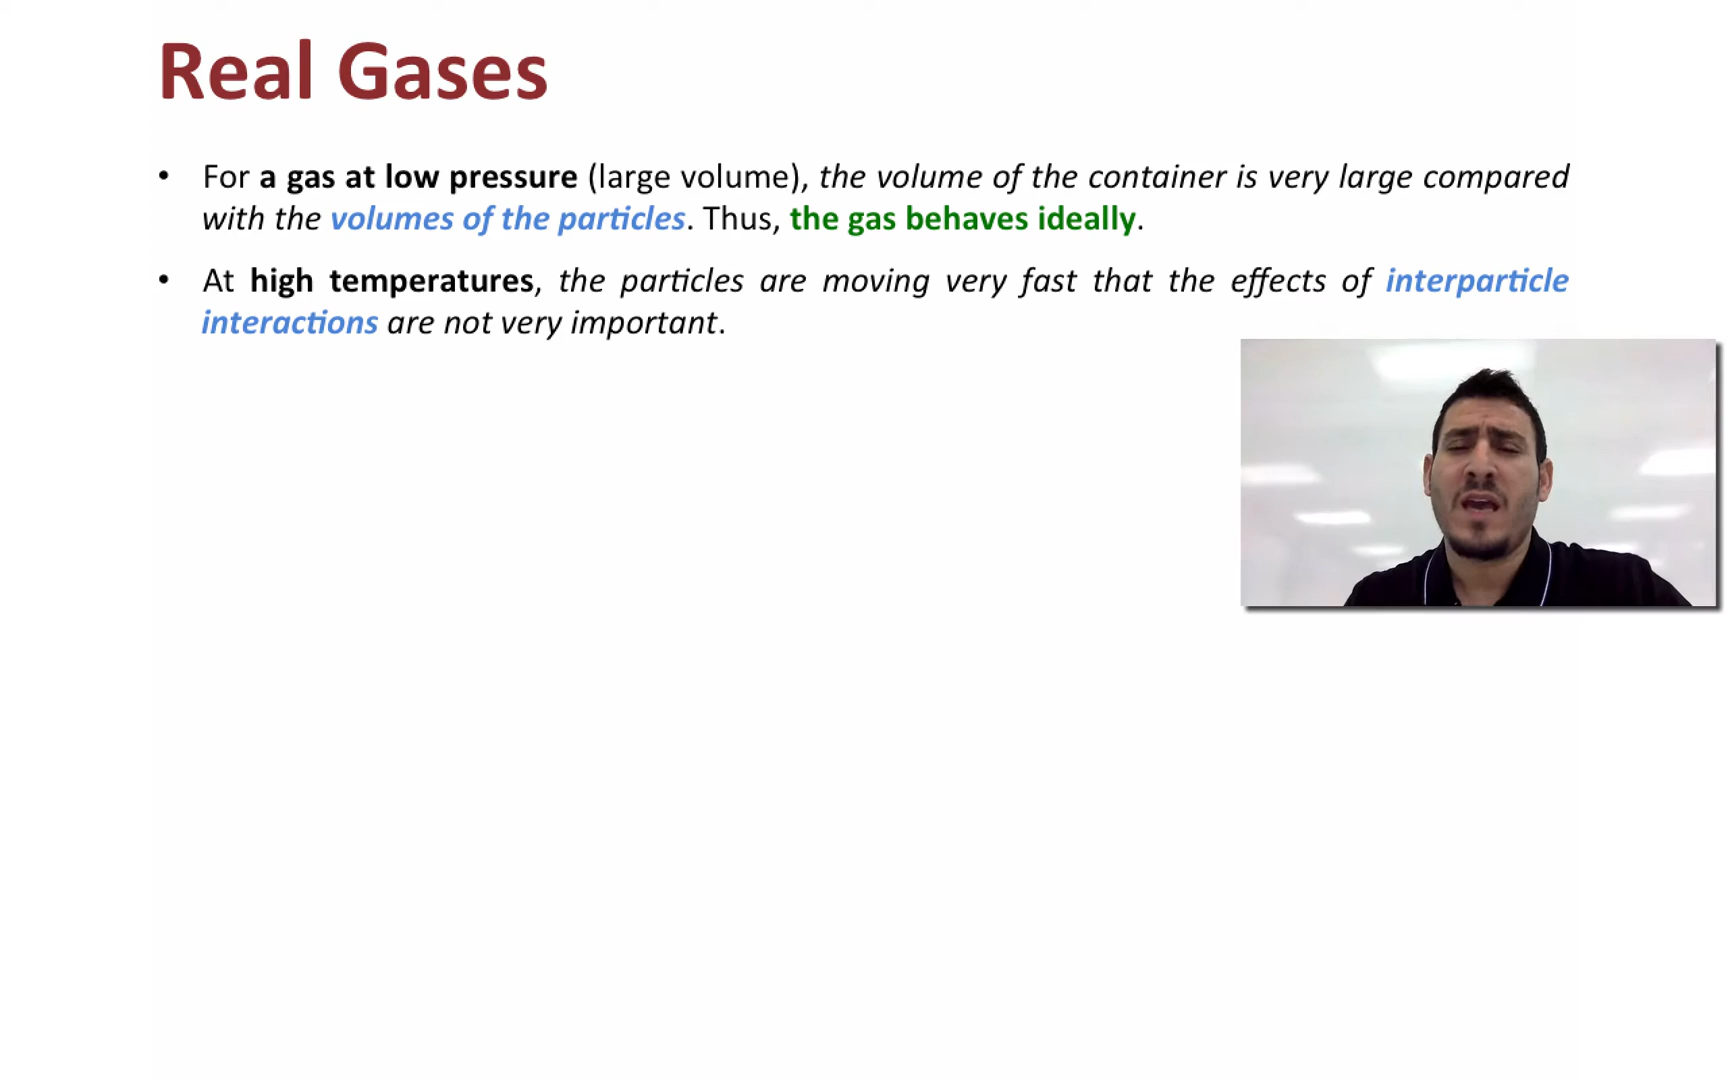 Real Gases
• For a gas at low pressure (large volume), the volume of the container is very large compared
with the volumes of the particles. Thus, the gas behaves ideally.
• At high temperatures, the particles are moving very fast that the effects of interparticle
interactions are not very important.